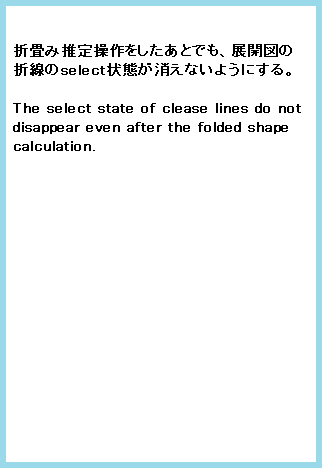 折畳み推定操作をしたあとでも、展開図の
折線のselect状態が消えないようにする。
The select state of clease lines do not
disappear even after the folded shape
calculation.